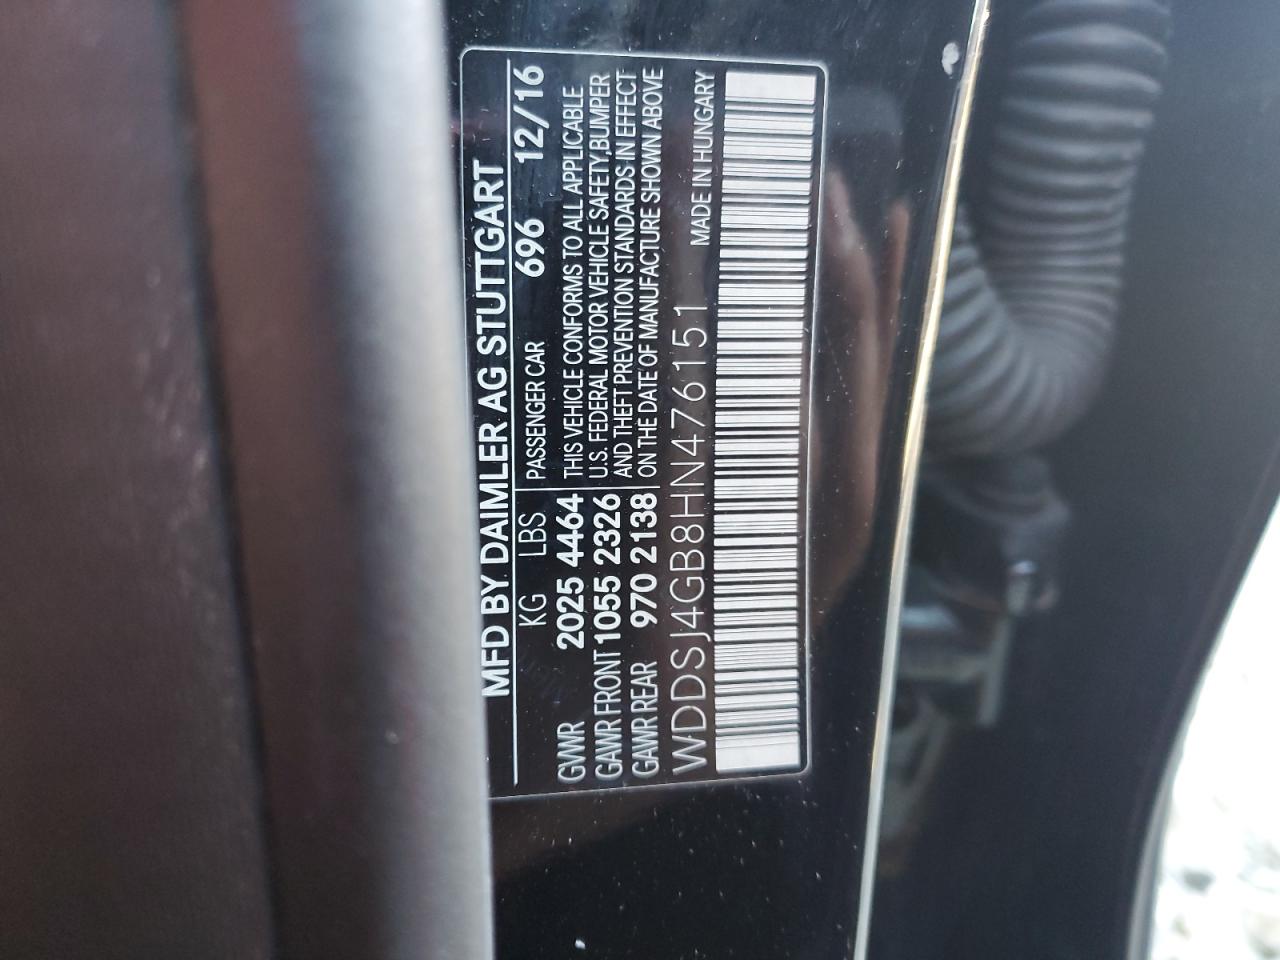 MFD BY DAIMLER AG STUTTGART
KG LBS PASSENGER CAR 696 12/16
GVWR 2025 4464 THIS VEHICLE CONFORMS TO ALL APPLICABLE
GAWR FRONT 1055 2326 U.S. FEDERAL MOTOR VEHICLE SAFETY,BUMPER
AND THEFT PREVENTION STANDARDS IN EFFECT
GAWR REAR 970 2138 ON THE DATE OF MANUFACTURE SHOWN ABOVE
WDDSJ4GB8HN476151 MADE IN HUNGARY